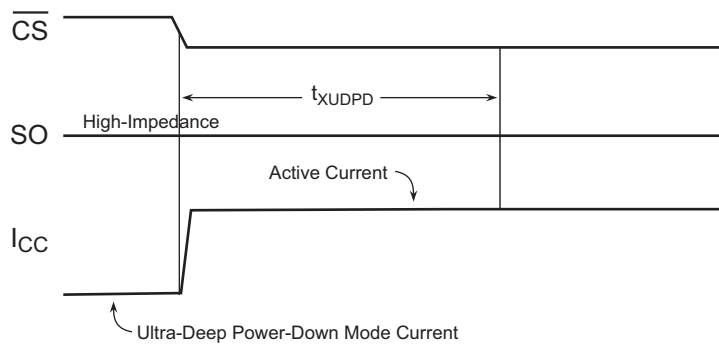 CS
tXUDPD
High-Impedance
SO
Active Current
ICC
Ultra-Deep Power-Down Mode Current